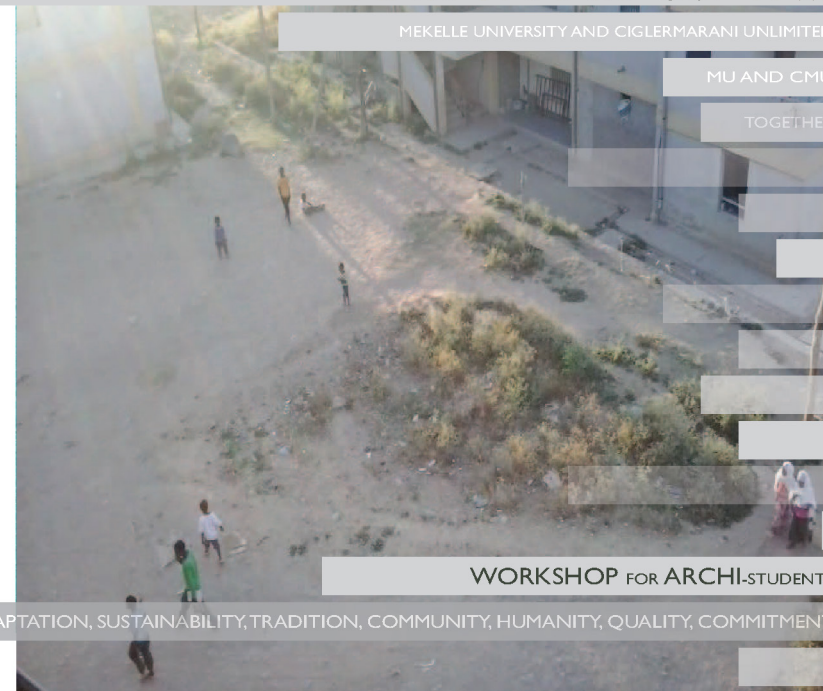 MEKELLE UNIVERSITY AND CIGLERMARANI UNLIMITE
MU AND CMU
TOGETHE
WORKSHOP FOR ARCHI-STUDENT
APTATION, SUSTAINABILITY, TRADITION, COMMUNITY, HUMANITY, QUALITY, COMMITMENT